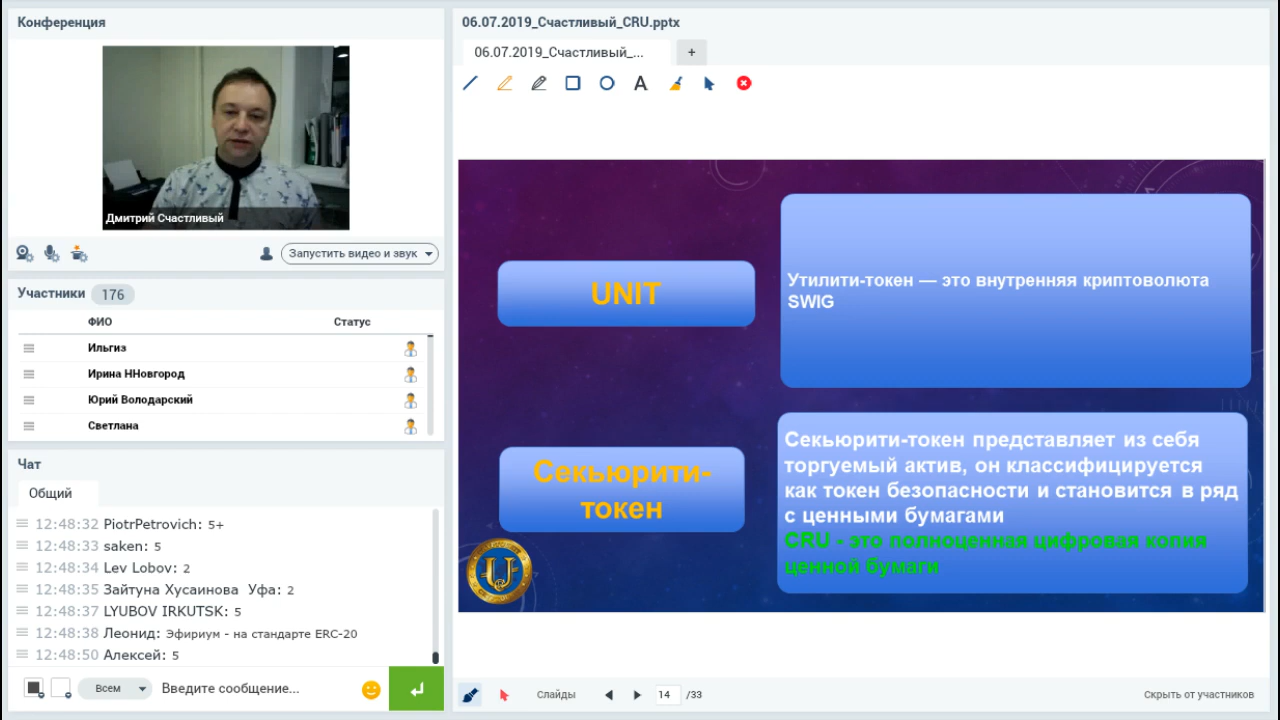 Конференция
Дмитрий Счастливый
Запустить видео и звук
Участники 176
ФИО Статус
Ильгиз
Ирина ННовгород
Юрий Володарский
Светлана
Чат
Общий
12:48:32 PiotrPetrovich: 5+
12:48:33 saken: 5
12:48:34 Lev Lobov: 2
12:48:35 Зайтуна Хусаинова Уфа: 2
12:48:37 LYUBOV IRKUTSK: 5
12:48:38 Леонид: Эфириум - на стандарте ERC-20
12:48:50 Алексей: 5
Всем Введите сообщение...
06.07.2019_Счастливый_CRU.pptx
06.07.2019_Счастливый_... +
A
UNIT
Утилити-токен — это внутренняя криптоволюта
SWIG
Секьюрити-
токен
Секьюрити-токен представляет из себя
торгуемый актив, он классифицируется
как токен безопасности и становится в ряд
с ценными бумагами
CRU - это полноценная цифровая копия
ценной бумаги
U
Слайды 14 /33 Скрыть от участников